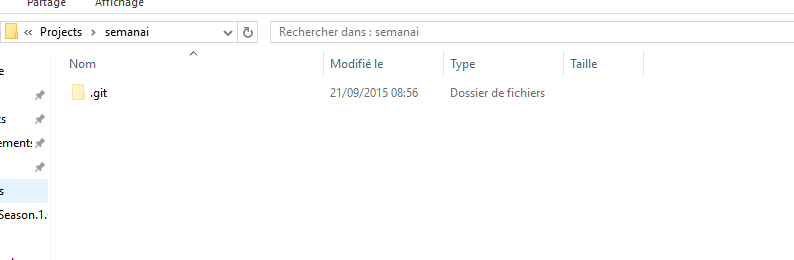 Partage Affichage
« Projects > semanai
Rechercher dans : semanai
Nom Modifié le Type Taille
.git 21/09/2015 08:56 Dossier de fichiers
Season.1.